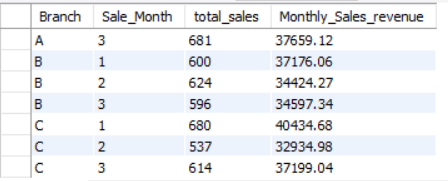 Branch Sale_Month total_sales Monthly_Sales_revenue
A 3 681 37659.12
B 1 600 37176.06
B 2 624 34424.27
B 3 596 34597.34
C 1 680 40434.68
C 2 537 32934.98
C 3 614 37199.04